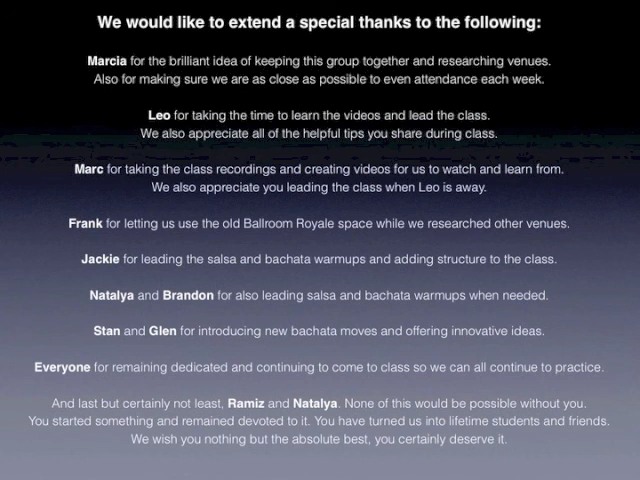 We would like to extend a special thanks to the following:
Marcia for the brilliant idea of keeping this group together and researching venues.
Also for making sure we are as close as possible to even attendance each week.
Leo for taking the time to learn the videos and lead the class.
We also appreciate all of the helpful tips you share during class.
Marc for taking the class recordings and creating videos for us to watch and learn from.
We also appreciate you leading the class when Leo is away.
Frank for letting us use the old Ballroom Royale space while we researched other venues.
Jackie for leading the salsa and bachata warmups and adding structure to the class.
Natalya and Brandon for also leading salsa and bachata warmups when needed.
Stan and Glen for introducing new bachata moves and offering innovative ideas.
Everyone for remaining dedicated and continuing to come to class so we can all continue to practice.
And last but certainly not least, Ramiz and Natalya. None of this would be possible without you.
You started something and remained devoted to it. You have turned us into lifetime students and friends.
We wish you nothing but the absolute best, you certainly deserve it.